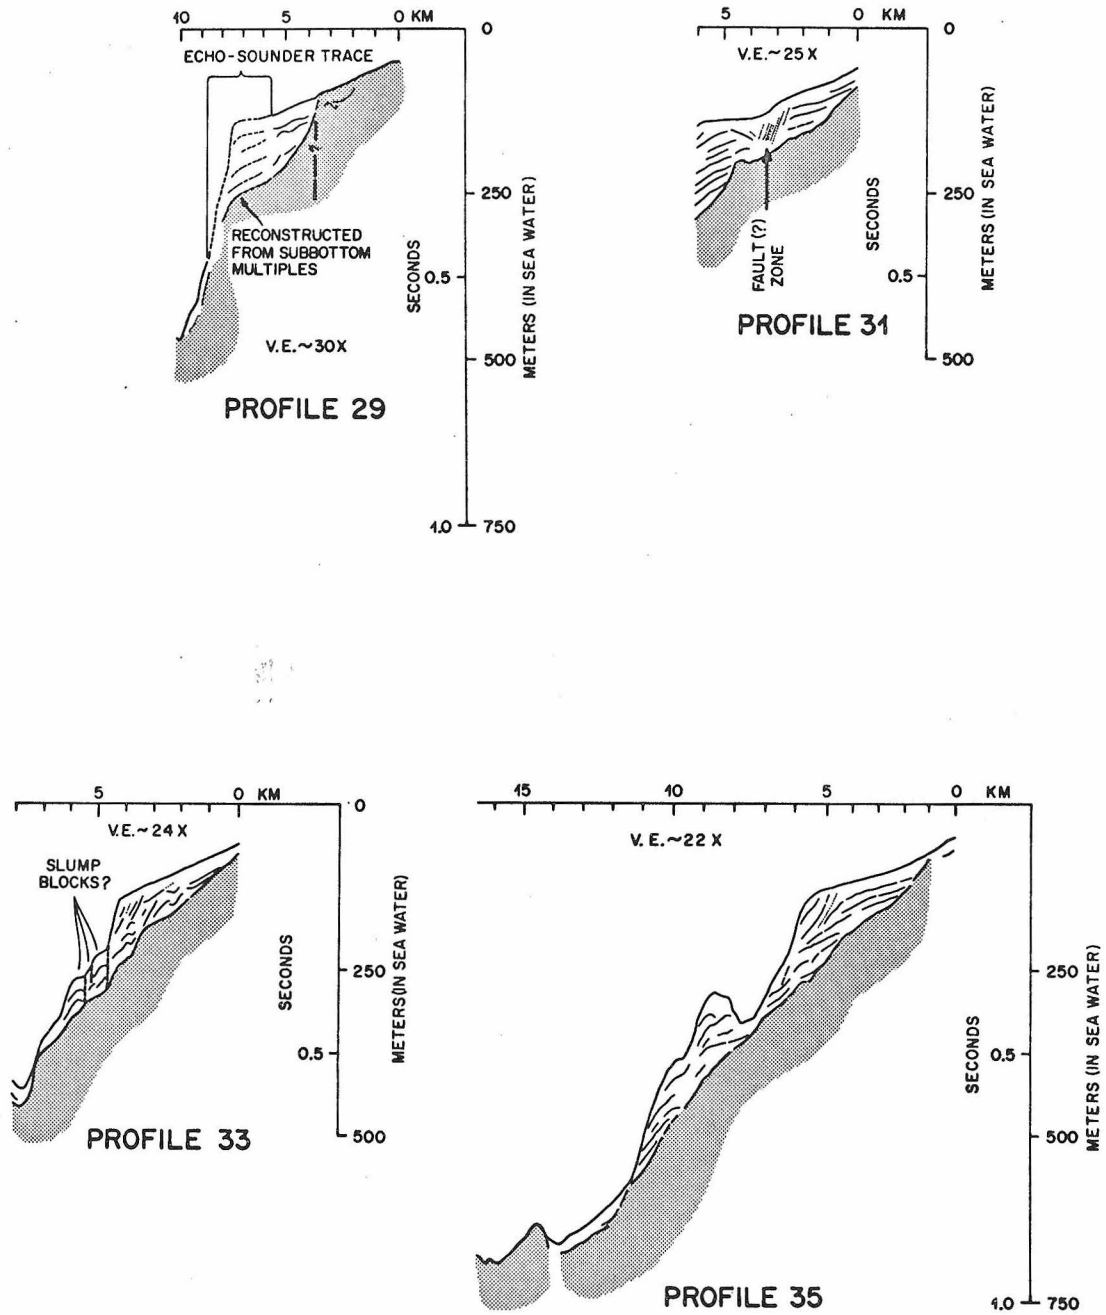 10 5 0 KM
0
ECHO-SOUNDER TRACE
?
?
250
RECONSTRUCTED
FROM SUBBOTTOM
MULTIPLES
SECONDS
0.5
METERS (IN SEA WATER)
V.E.~30X
500
PROFILE 29
1.0 750
5 0 KM
0
V.E.~25X
250
SECONDS
METERS (IN SEA WATER)
FAULT(?)
ZONE
0.5
PROFILE 31
500
5 0 KM
0
V.E.~24X
SLUMP
BLOCKS?
250
SECONDS
METERS(IN SEA WATER)
0.5
500
PROFILE 33
15 10 5 0 KM
V.E.~22X
250
SECONDS
0.5
METERS (IN SEA WATER)
500
PROFILE 35
1.0 750